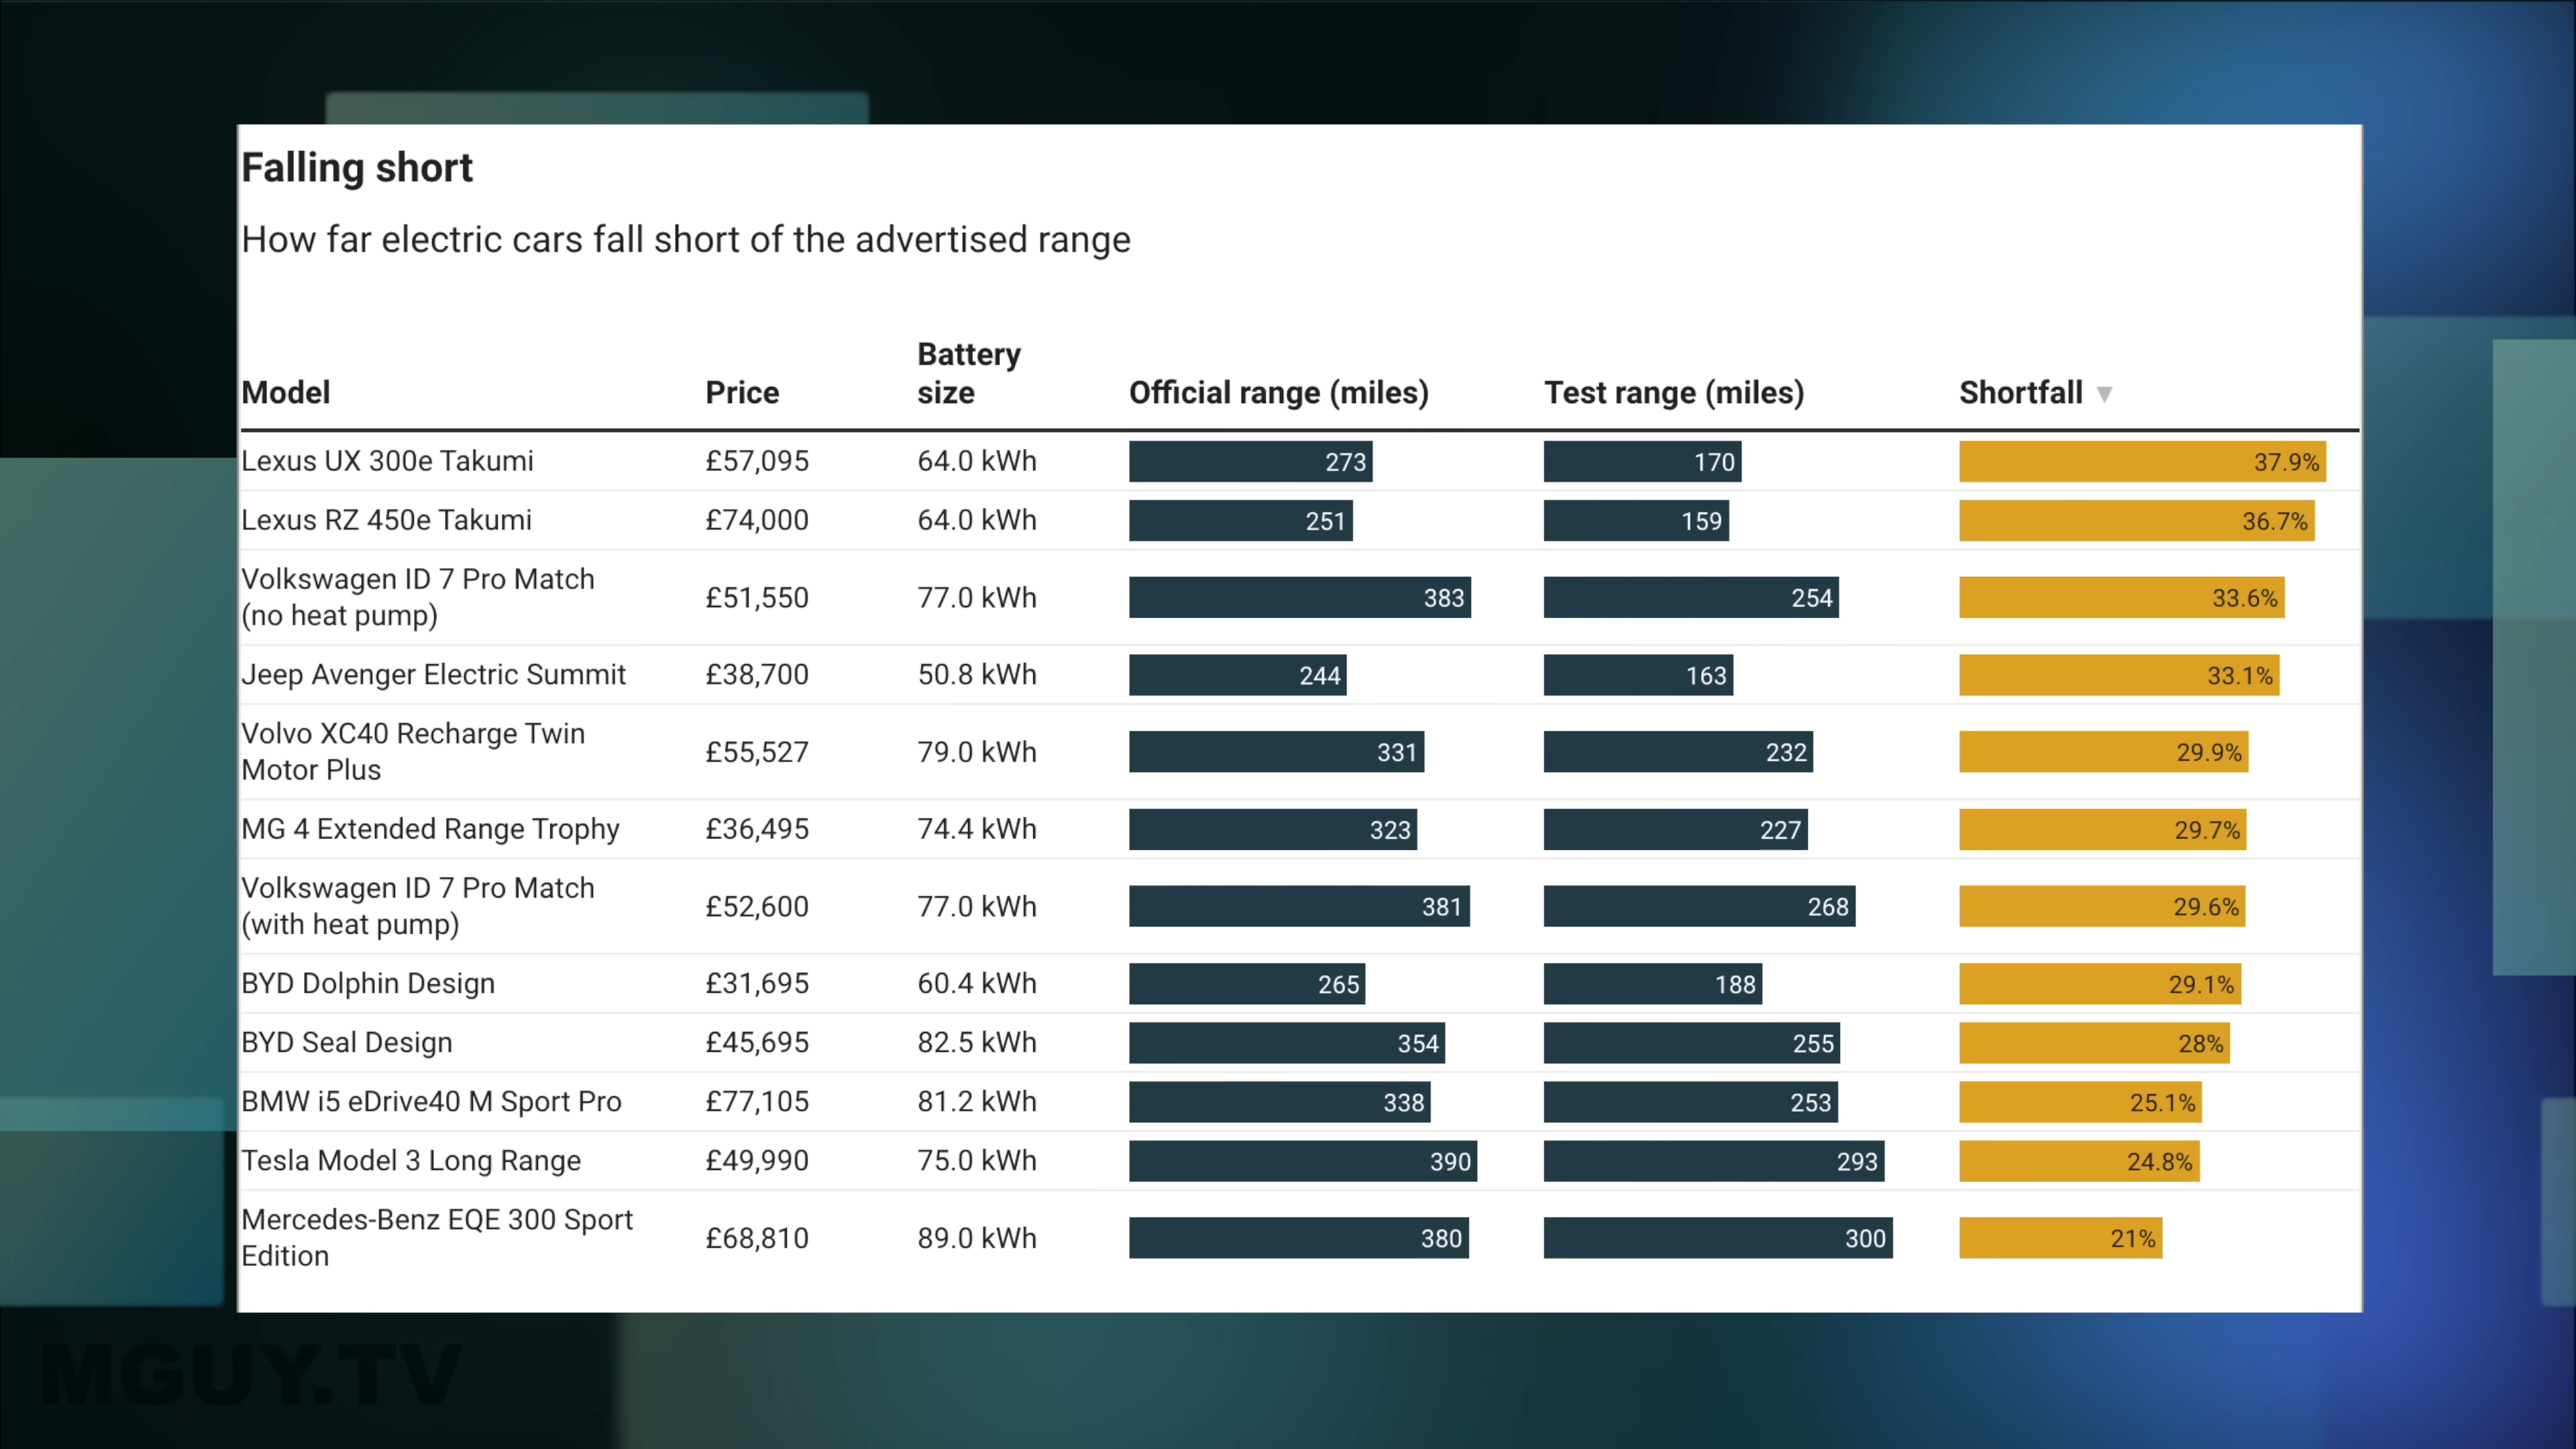 Falling short
How far electric cars fall short of the advertised range
Battery
Model Price size Official range (miles) Test range (miles) Shortfall ▼
Lexus UX 300e Takumi £57,095 64.0 kWh 273 170 37.9%
Lexus RZ 450e Takumi £74,000 64.0 kWh 251 159 36.7%
Volkswagen ID 7 Pro Match
(no heat pump) £51,550 77.0 kWh 383 254 33.6%
Jeep Avenger Electric Summit £38,700 50.8 kWh 244 163 33.1%
Volvo XC40 Recharge Twin
Motor Plus £55,527 79.0 kWh 331 232 29.9%
MG 4 Extended Range Trophy £36,495 74.4 kWh 323 227 29.7%
Volkswagen ID 7 Pro Match
(with heat pump) £52,600 77.0 kWh 381 268 29.6%
BYD Dolphin Design £31,695 60.4 kWh 265 188 29.1%
BYD Seal Design £45,695 82.5 kWh 354 255 28%
BMW i5 eDrive40 M Sport Pro £77,105 81.2 kWh 338 253 25.1%
Tesla Model 3 Long Range £49,990 75.0 kWh 390 293 24.8%
Mercedes-Benz EQE 300 Sport
Edition £68,810 89.0 kWh 380 300 21%
MGUY.TV